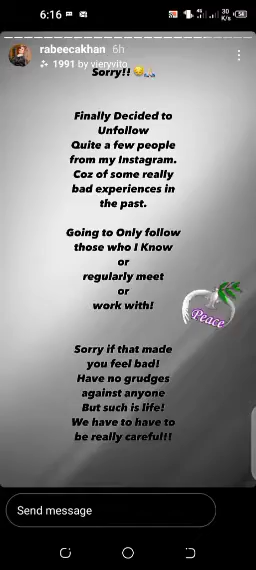 6:16
30
K/s
58
rabeecakhan 6h
1991 by vieryvito
Sorry!! 😔🙏
Finally Decided to
Unfollow
Quite a few people
from my Instagram.
Coz of some really
bad experiences in
the past.
Going to Only follow
those who I Know
or
regularly meet
or
work with!
Peace
Sorry if that made
you feel bad!
Have no grudges
against anyone
But such is life!
We have to have to
be really careful!!
Send message